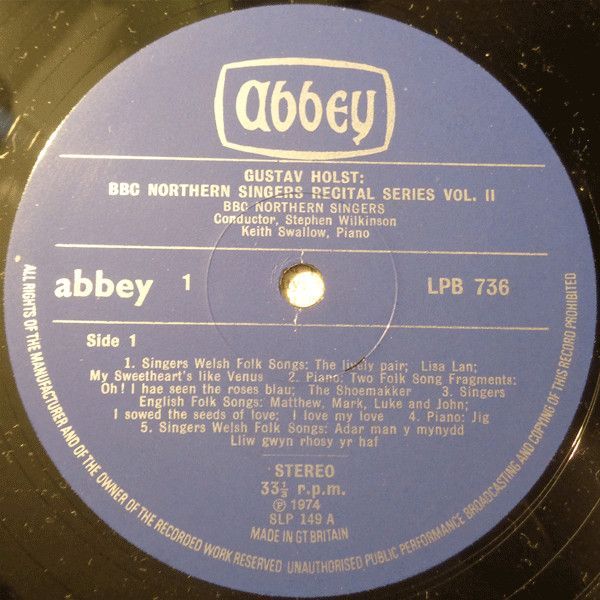 abbey
GUSTAV HOLST:
BBC NORTHERN SINGERS RECITAL SERIES VOL. II
BBC NORTHERN SINGERS
Conductor, Stephen Wilkinson
Keith Swallow, Piano
abbey 1 LPB 736
Side 1
1. Singers Welsh Folk Songs: The lively pair; Lisa Lan;
My Sweetheart's like Venus 2. Piano: Two Folk Song Fragments:
Oh! I hae seen the roses blau; The Shoemakker 3. Singers
English Folk Songs: Matthew, Mark, Luke and John;
I sowed the seeds of love; I love my love 4. Piano: Jig
5. Singers Welsh Folk Songs: Adar man y mynydd
Lliw gwyn rhosy yr haf
STEREO
33⅓ r.p.m.
℗ 1974
SLP 149 A
MADE IN GT BRITAIN
ALL RIGHTS OF THE MANUFACTURER AND OF THE OWNER OF THE RECORDED WORK RESERVED UNAUTHORISED PUBLIC PERFORMANCE BROADCASTING AND COPYING OF THIS RECORD PROHIBITED